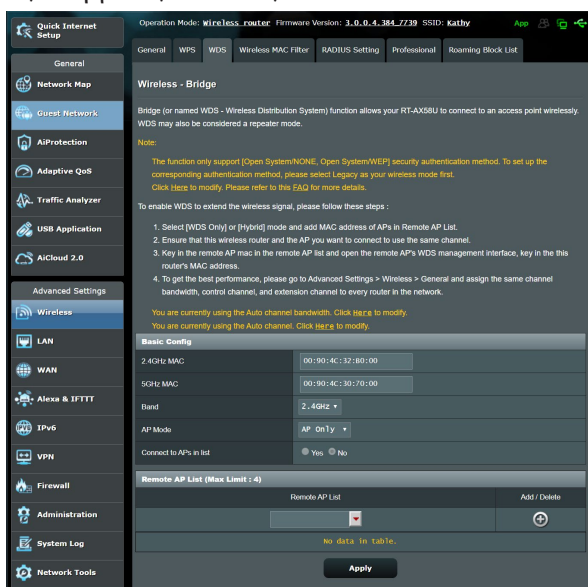 Quick Internet
Setup
General
Network Map
Guest Network
AiProtection
Adaptive QoS
Traffic Analyzer
USB Application
AiCloud 2.0
Advanced Settings
Wireless
LAN
WAN
Alexa & IFTTT
IPv6
VPN
Firewall
Administration
System Log
Network Tools
Operation Mode: Wireless router Firmware Version: 3.0.0.4.384_7739 SSID: Kathy App
General WPS WDS Wireless MAC Filter RADIUS Setting Professional Roaming Block List
Wireless - Bridge
Bridge (or named WDS - Wireless Distribution System) function allows your RT-AX58U to connect to an access point wirelessly.
WDS may also be considered a repeater mode.
Note:
The function only support [Open System/NONE, Open System/WEP] security authentication method. To set up the
corresponding authentication method, please select Legacy as your wireless mode
first.
Click Here to modify. Please refer to this FAQ for more details.
To enable WDS to extend the wireless signal, please follow these steps :
1. Select [WDS Only] or [Hybrid] mode and add MAC address of APs in Remote AP List.
2. Ensure that this wireless router and the AP you want to connect to use the same channel.
3. Key in the remote AP mac in the remote AP list and open the remote AP's WDS management interface, key in the this
router's MAC address.
4. To get the best performance, please go to Advanced Settings > Wireless > General and assign the same channel
bandwidth, control channel, and extension channel to every router in the network.
You are currently using the Auto channel bandwidth. Click Here to modify.
You are currently using the Auto channel. Click Here to modify.
Basic Config
2.4GHz MAC 00:90:4C:32:80:00
5GHz MAC 00:90:4C:30:70:00
Band 2.4GHz
AP Mode AP Only
Connect to APs in list Yes No
Remote AP List (Max Limit : 4)
Remote AP List Add / Delete
No data in table.
Apply